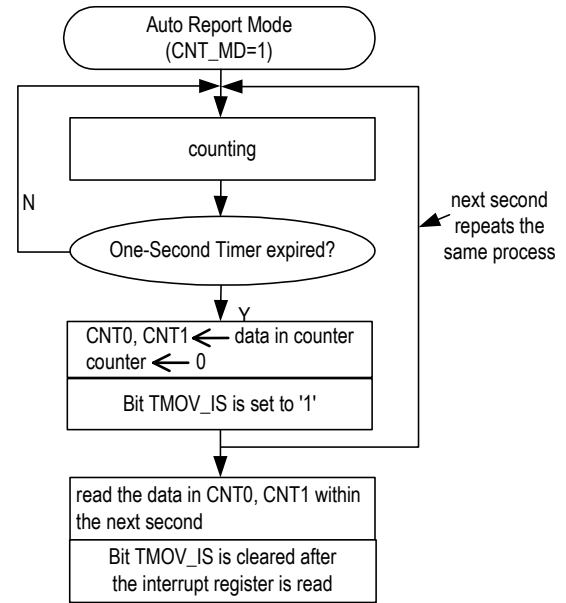 Auto Report Mode
(CNT_MD=1)
counting
N
next second
repeats the
same process
One-Second Timer expired?
Y
CNT0, CNT1 ← data in counter
counter ← 0
Bit TMOV_IS is set to '1'
read the data in CNT0, CNT1 within
the next second
Bit TMOV_IS is cleared after
the interrupt register is read